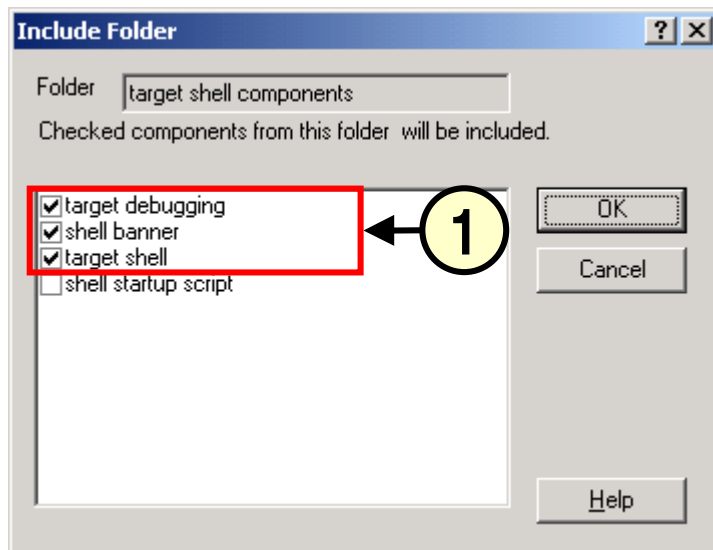 Include Folder
Folder target shell components
Checked components from this folder will be included.
target debugging
shell banner
target shell
shell startup script
1
OK
Cancel
Help